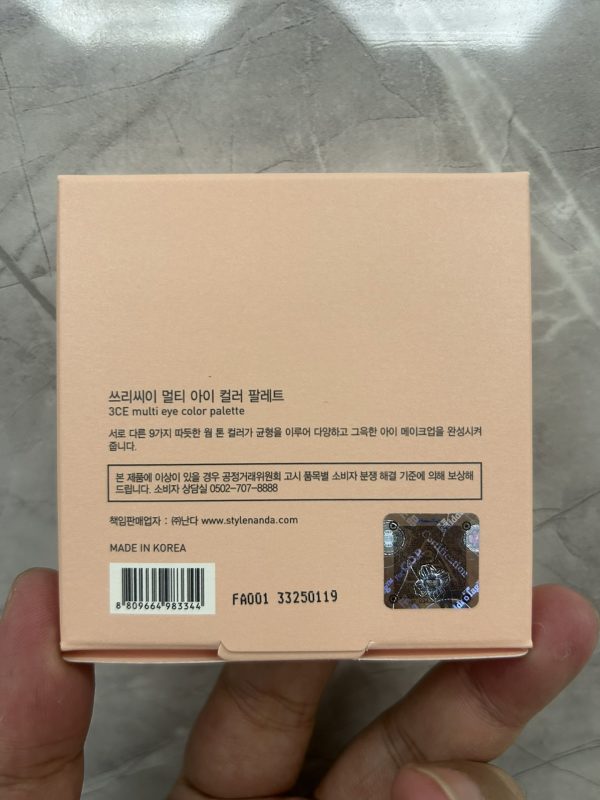 쓰리씨이 멀티 아이 컬러 팔레트
3CE multi eye color palette
서로 다른 9가지 따듯한 웜 톤 컬러가 균형을 이루어 다양하고 그윽한 아이 메이크업을 완성시켜
줍니다.
본 제품에 이상이 있을 경우 공정거래위원회 고시 품목별 소비자 분쟁 해결 기준에 의해 보상해
드립니다. 소비자 상담실 0502-707-8888
책임판매업자 : ㈜난다 www.stylenanda.com
MADE IN KOREA
8 809664 983344
FA001 33250119
Certification